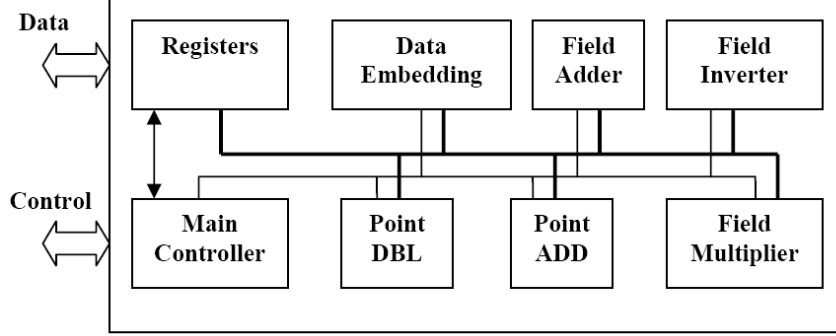 Data
Registers
Data
Embedding
Field
Adder
Field
Inverter
Control
Main
Controller
Point
DBL
Point
ADD
Field
Multiplier